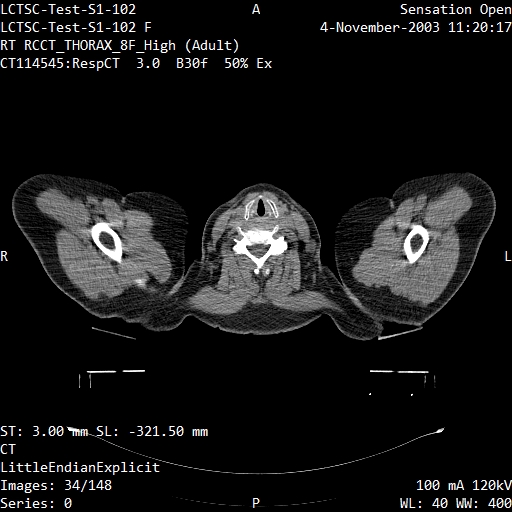 LCTSC-Test-S1-102
A
Sensation Open
LCTSC-Test-S1-102 F
4-November-2003 11:20:17
RT RCCT_THORAX_8F_High (Adult)
CT114545:RespCT 3.0 B30f 50% Ex
R
L
ST: 3.00 mm SL: -321.50 mm
CT
LittleEndianExplicit
Images: 34/148
100 mA 120kV
Series: 0
P
WL: 40 WW: 400